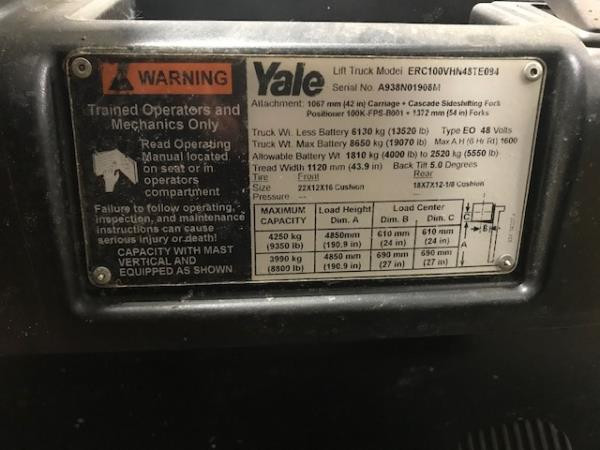 WARNING
Trained Operators and
Mechanics Only
Read Operating
Manual located
on seat or in
operators
compartment
Failure to follow operating,
inspection, and maintenance
instructions can cause
serious injury or death!
CAPACITY WITH MAST
VERTICAL AND
EQUIPPED AS SHOWN
Yale
Lift Truck Model ERC100VHN48TE094
Serial No. A938N01908M
Attachment: 1067 mm (42 in) Carriage + Cascade Sideshifting Fork
Positioner 100K-FPS-B001 + 1372 mm (54 in) Forks
Truck Wt. Less Battery 6130 kg (13520 lb) Type EO 48 Volts
Truck Wt. Max Battery 8650 kg (19070 lb) Max A.H (6 Hr Rt) 1600
Allowable Battery Wt 1810 kg (4000 lb) to 2520 kg (5550 lb)
Tread Width 1120 mm (43.9 in) Back Tilt 5.0 Degrees
Tire Front Rear
Size 22X12X16 Cushion 18X7X12-1/8 Cushion
MAXIMUM CAPACITY Load Height Dim. A Load Center Dim. B Dim. C
4250 kg (9350 lb) 4850mm (190.9 in) 610 mm (24 in) 610 mm (24 in)
3990 kg (8800 lb) 4850 mm (190.9 in) 690 mm (27 in) 690 mm (27 in)
C
B
A